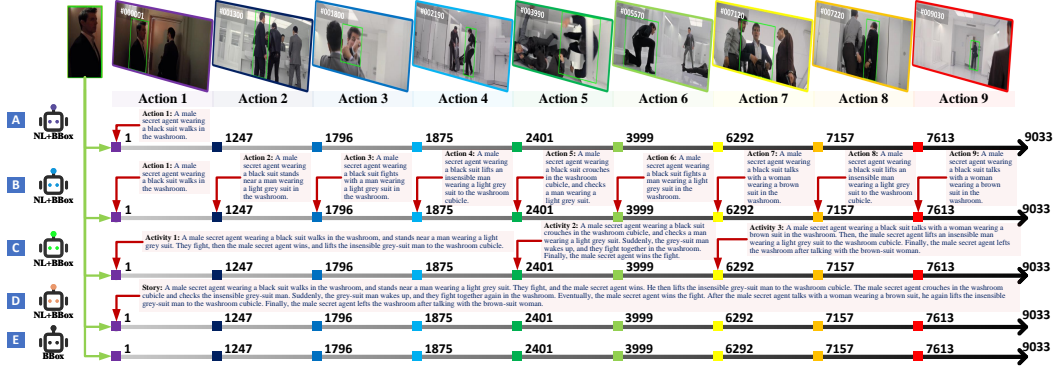 #000001
#001300
#001800
#002190
#003950
#005570
#007120
#007220
#009030
Action 1
Action 2
Action 3
Action 4
Action 5
Action 6
Action 7
Action 8
Action 9
A
NL+BBox
Action 1: A male
secret agent wearing
a black suit walks in
the washroom.
1
1247
1796
1875
2401
3999
6292
7157
7613
9033
B
NL+BBox
Action 1: A male
secret agent wearing
a black suit walks in
the washroom.
Action 2: A male
secret agent wearing
a black suit stands
near a man wearing
a light grey suit in
the washroom.
Action 3: A male
secret agent wearing
a black suit fights
with a man wearing a
light grey suit in the
washroom.
Action 4: A male
secret agent wearing
a black suit lifts an
insensible man
wearing a light grey
suit to the washroom
cubicle.
Action 5: A male
secret agent wearing
a black suit crouches
in the washroom
cubicle, and checks
a man wearing a
light grey suit.
Action 6: A male
secret agent wearing
a black suit fights a
man wearing a light
grey suit in the
washroom.
Action 7: A male
secret agent wearing
a black suit talks
with a woman
wearing a brown suit
in the washroom.
Action 8: A male
secret agent wearing
a black suit lifts an
insensible man
wearing a light grey
suit to the washroom
cubicle.
Action 9: A male
secret agent wearing
a black suit talks
with a woman
wearing a brown
suit in the
washroom.
1
1247
1796
1875
2401
3999
6292
7157
7613
9033
C
NL+BBox
Activity 1: A male secret agent wearing a black suit walks in the washroom, and stands near a man wearing a light
grey suit. They fight, then the male secret agent wins, and lifts the insensible grey-suit man to the washroom cubicle.
Activity 2: A male secret agent wearing a black suit
crouches in the washroom cubicle, and checks a man
wearing a light grey suit. Suddenly, the grey-suit man
wakes up, and they fight together in the washroom.
Finally, the male secret agent wins the fight.
Activity 3: A male secret agent wearing a black suit talks with a woman wearing a
brown suit in the washroom. Then, the male secret agent lifts an insensible man
wearing a light grey suit to the washroom cubicle. Finally, the male secret agent lefts
the washroom after talking with the brown-suit woman.
1
1247
1796
1875
2401
3999
6292
7157
7613
9033
D
NL+BBox
Story: A male secret agent wearing a black suit walks in the washroom, and stands near a man wearing a light grey suit. They fight, and the male secret agent wins. He then lifts the insensible grey-suit man to the washroom cubicle. The male secret agent crouches in the washroom
cubicle and checks the insensible grey-suit man. Suddenly, the grey-suit man wakes up, and they fight together again in the washroom. Eventually, the male secret agent wins the fight. After the male secret agent talks with a woman wearing a brown suit, he again lifts the insensible
grey-suit man to the washroom cubicle. Finally, the male secret agent lefts the washroom after talking with the brown-suit woman.
1
1247
1796
1875
2401
3999
6292
7157
7613
9033
E
BBox
1
1247
1796
1875
2401
3999
6292
7157
7613
9033